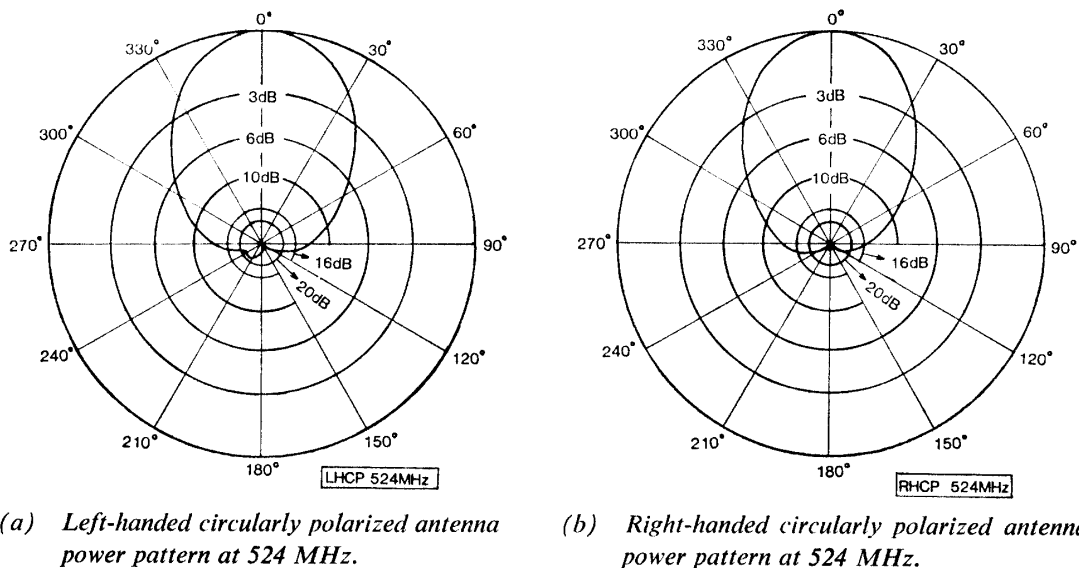 0°
330°
30°
3dB
300°
60°
6dB
10dB
270°
90°
16dB
20dB
240°
120°
210°
150°
180°
LHCP 524MHz
(a) Left-handed circularly polarized antenna
power pattern at 524 MHz.
0°
330°
30°
3dB
300°
60°
6dB
10dB
270°
90°
16dB
20dB
240°
120°
210°
150°
180°
RHCP 524MHz
(b) Right-handed circularly polarized antenna
power pattern at 524 MHz.